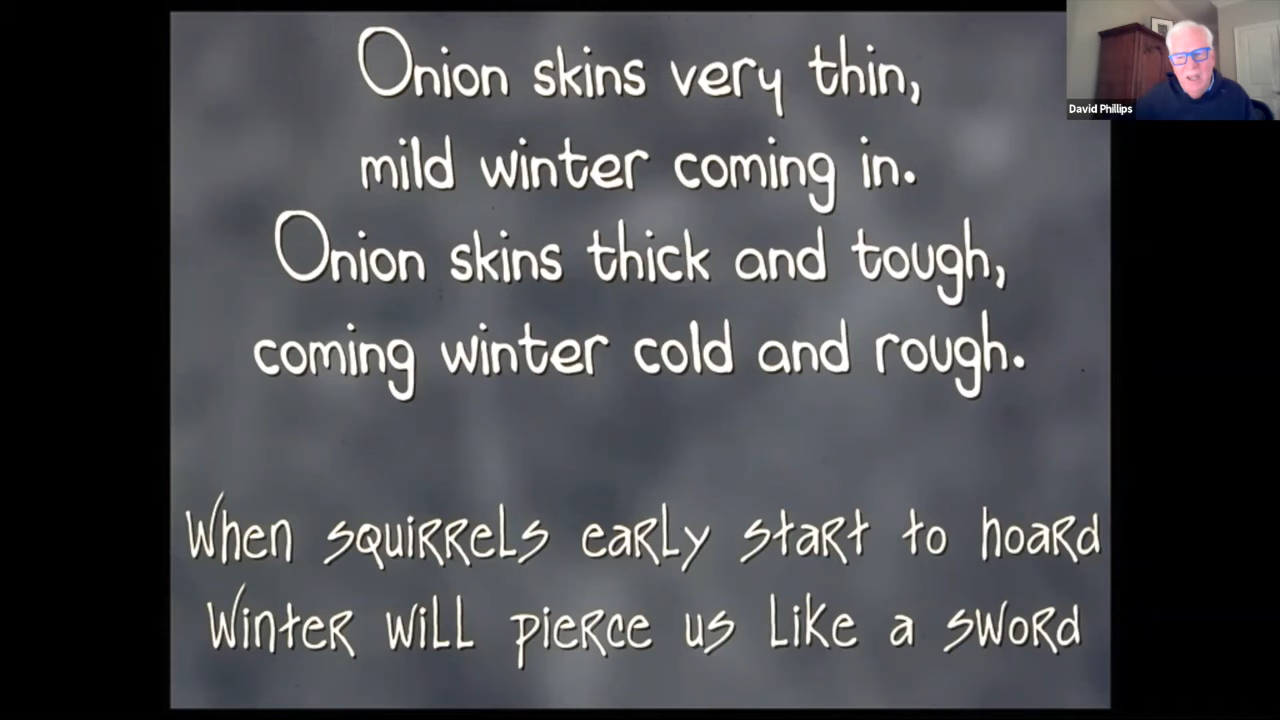 Onion skins very thin,
mild winter coming in.
Onion skins thick and tough,
coming winter cold and rough.
When squirrels early start to hoard
Winter will pierce us like a sword
David Phillips